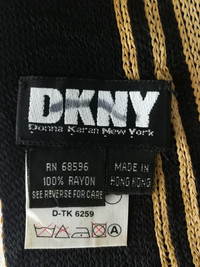 DKNY
Donna Karan New York
RN 68596
100% RAYON
SEE REVERSE FOR CARE
MADE IN
HONG KONG
D-TK 6259
A